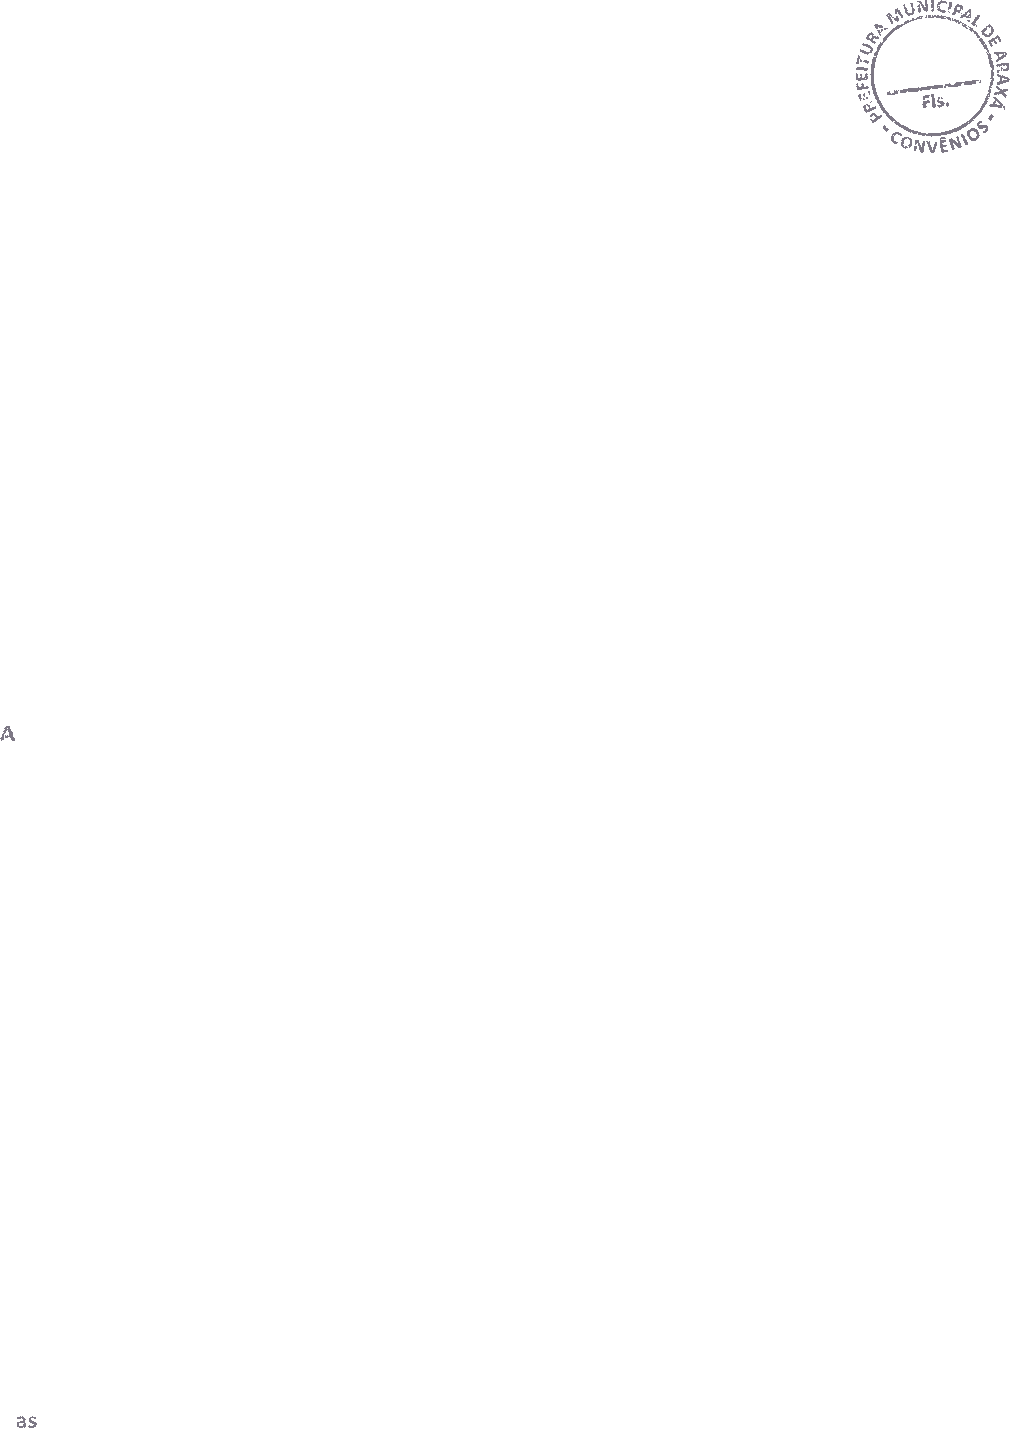 PREFEITURA MUNICIPAL DE ARAXÁ
Fls.
- CONVÊNIOS -
A
as